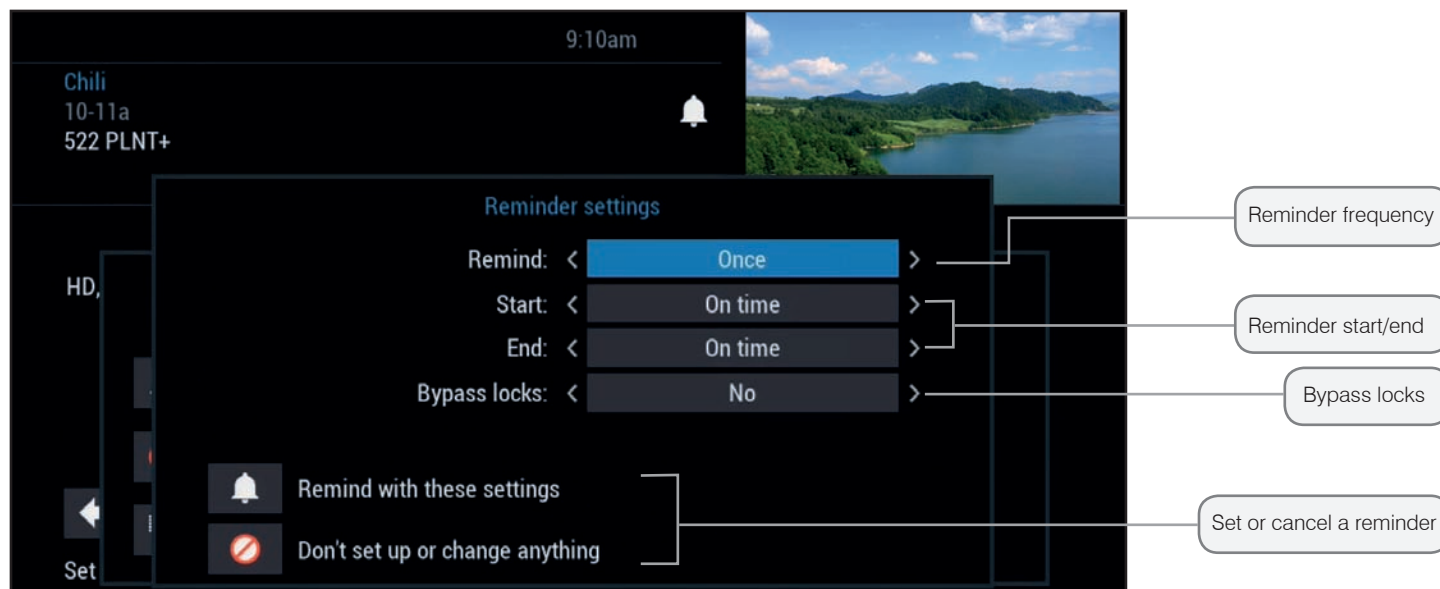 9:10am
Chili
10-11a
522 PLNT+
Reminder settings
Remind: < Once >
Reminder frequency
HD,
Start: < On time >
End: < On time >
Reminder start/end
Bypass locks: < No >
Bypass locks
Remind with these settings
Set or cancel a reminder
Don't set up or change anything
Set